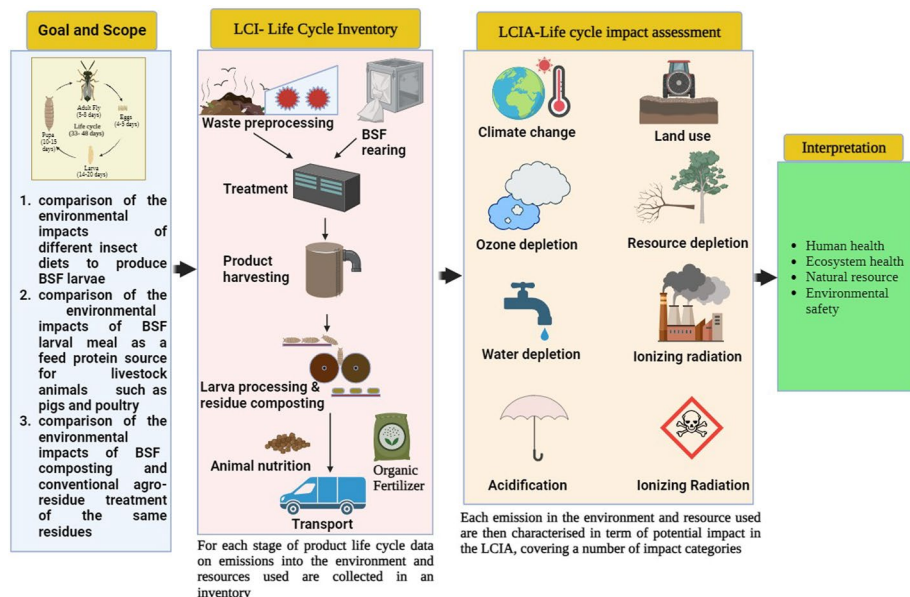 Goal and Scope
Adult Fly
(5-8 days)
Eggs
(4-5 days)
Life cycle
(33- 48 days)
Pupa
(10-15
days)
Larva
(14-20 days)
1. comparison of the
environmental
impacts of
different insect
diets to produce
BSF larvae
2. comparison of the
environmental
impacts of BSF
larval meal as a
feed protein source
for livestock
animals such as
pigs and poultry
3. comparison of the
environmental
impacts of BSF
composting and
conventional agro-
residue treatment
of the same
residues
LCI- Life Cycle Inventory
Waste preprocessing
BSF
rearing
Treatment
Product
harvesting
Larva processing &
residue composting
Animal nutrition
Organic
Fertilizer
Transport
For each stage of product life cycle data
on emissions into the environment and
resources used are collected in an
inventory
LCIA-Life cycle impact assessment
Climate change
Land use
Ozone depletion
Resource depletion
Water depletion
Ionizing radiation
Acidification
Ionizing Radiation
Each emission in the environment and resource used
are then characterised in term of potential impact in
the LCIA, covering a number of impact categories
Interpretation
• Human health
• Ecosystem health
• Natural resource
• Environmental
safety